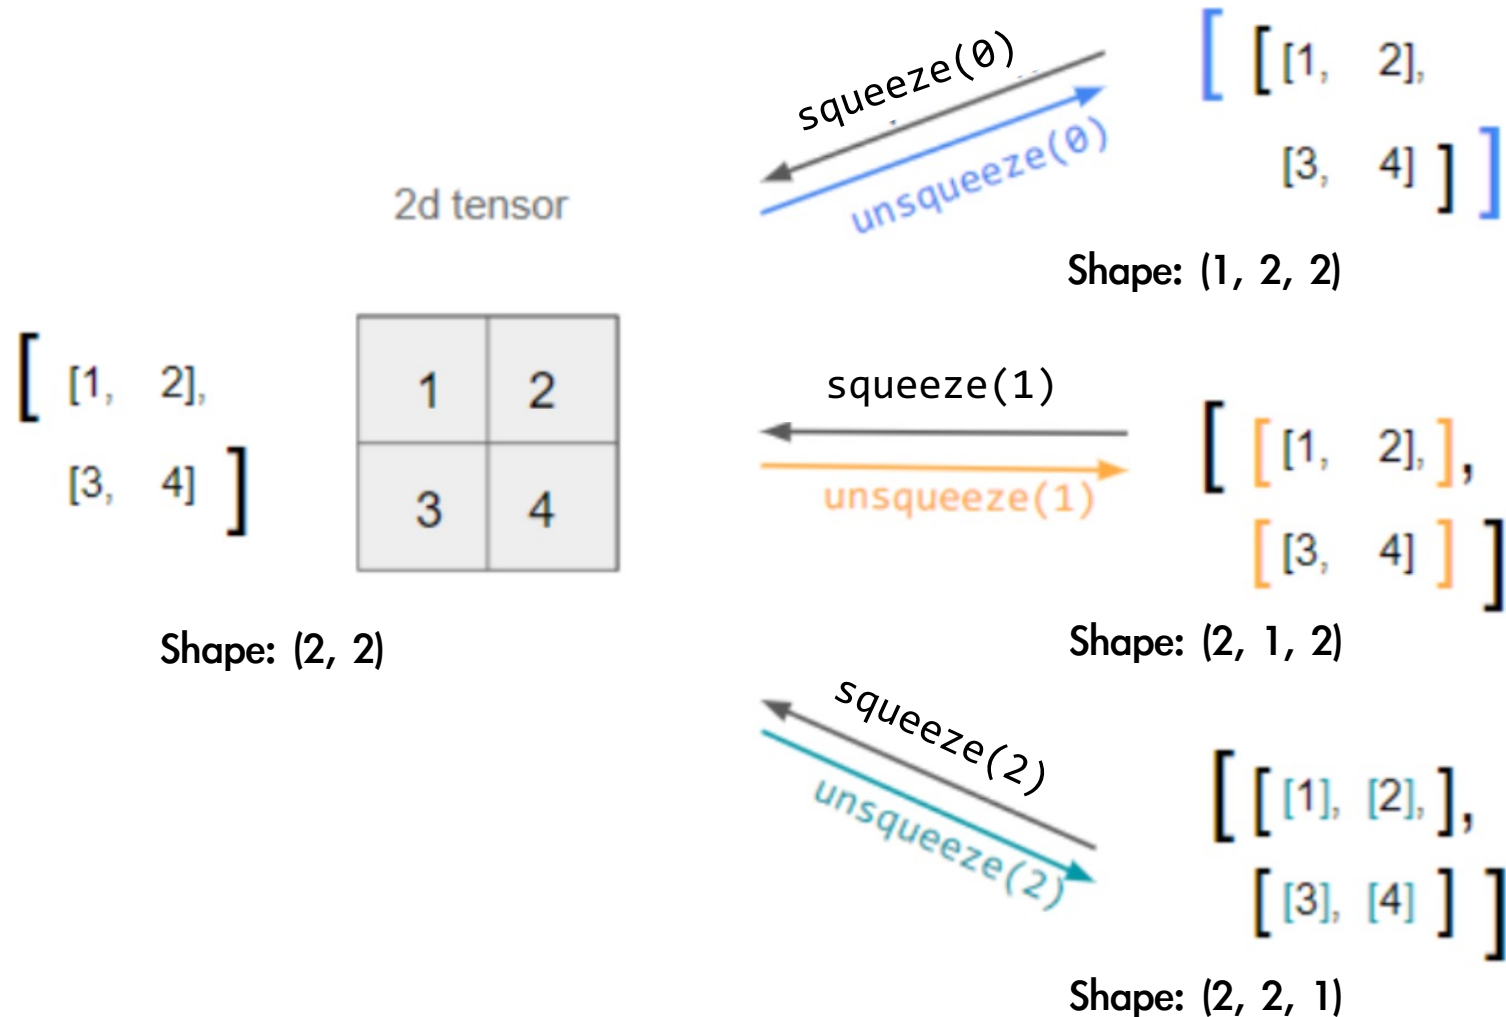 2d tensor
[ [1, 2],
[3, 4] ]
1 2
3 4
Shape: (2, 2)
squeeze(0)
unsqueeze(0)
[ [ [1, 2],
[3, 4] ] ]
Shape: (1, 2, 2)
squeeze(1)
unsqueeze(1)
[ [ [1, 2], ],
[ [3, 4] ] ]
Shape: (2, 1, 2)
squeeze(2)
unsqueeze(2)
[ [ [1], [2], ],
[ [3], [4] ] ]
Shape: (2, 2, 1)